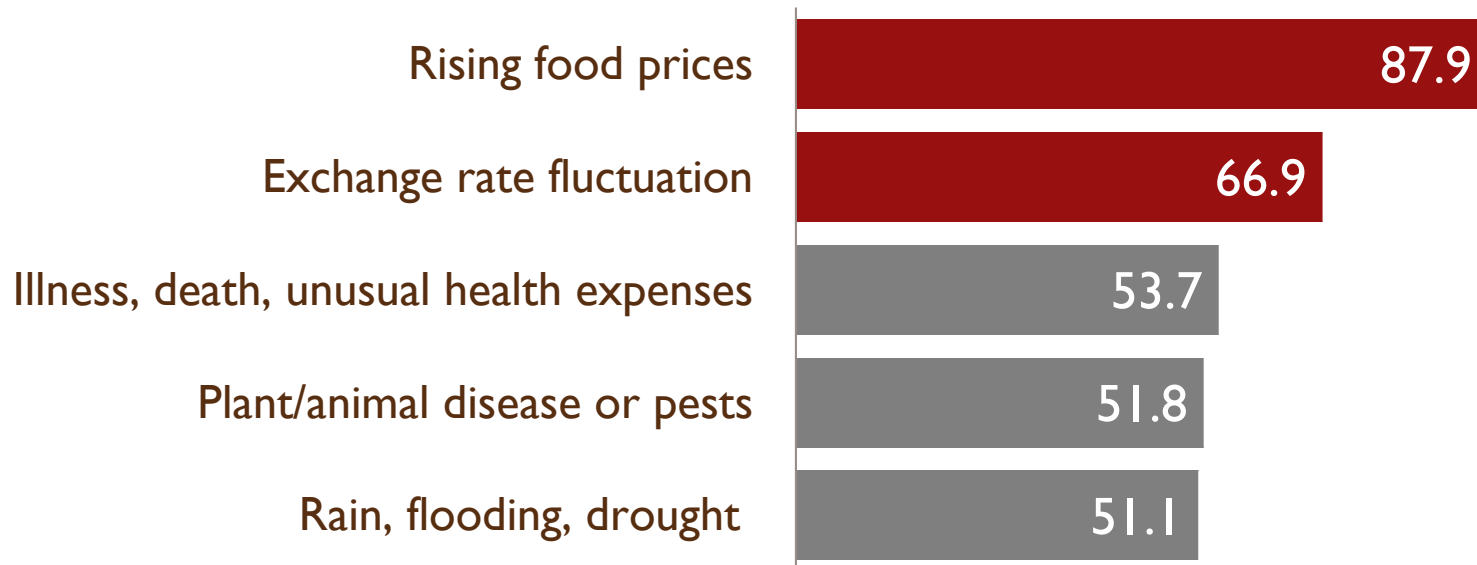 Rising food prices 87.9
Exchange rate fluctuation 66.9
Illness, death, unusual health expenses 53.7
Plant/animal disease or pests 51.8
Rain, flooding, drought 51.1